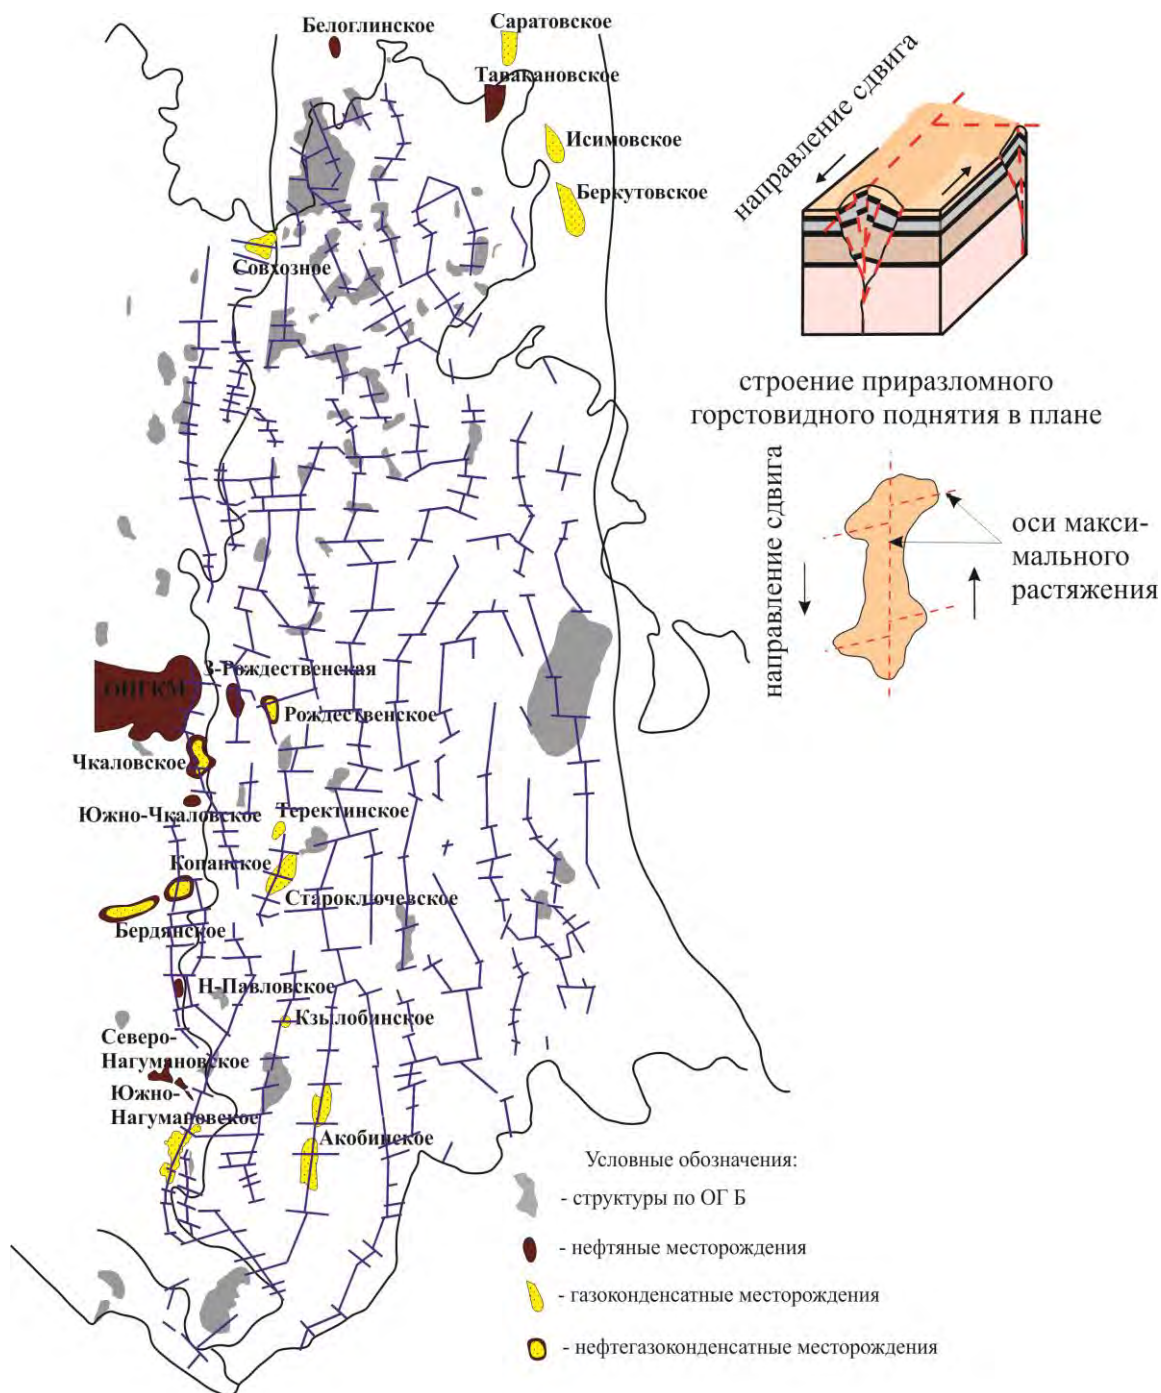 Белоглинское
Саратовское
Тавакановское
Исимовское
Беркутовское
Совхозное
З-Рождественская
ОНГКМ
Рождественское
Чкаловское
Южно-Чкаловское
Теректинское
Копанское
Староключевское
Бердянское
Н-Павловское
Кзылобинское
Северо-
Нагумановское
Южно-
Нагумановское
Акобинское
направление сдвига
строение приразломного
горстовидного поднятия в плане
направление сдвига
оси макси-
мального
растяжения
Условные обозначения:
- структуры по ОГ Б
- нефтяные месторождения
- газоконденсатные месторождения
- нефтегазоконденсатные месторождения